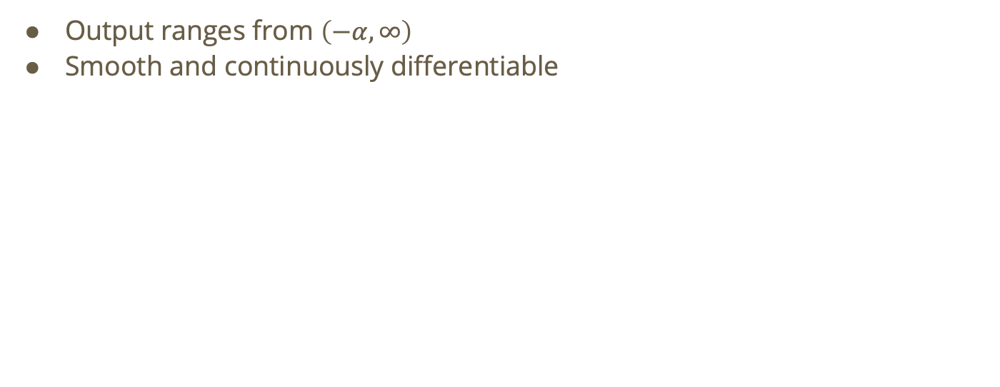 ● Output ranges from (−α, ∞)
● Smooth and continuously differentiable